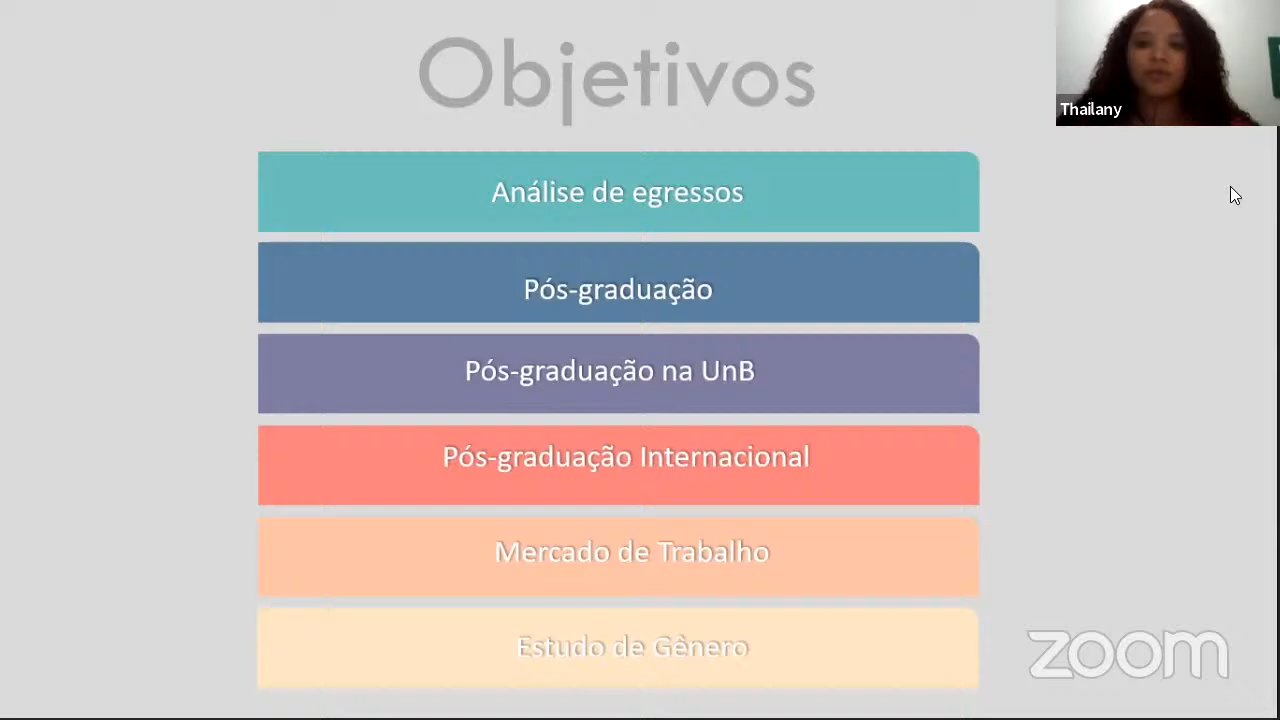 Objetivos
Thailany
Análise de egressos
Pós-graduação
Pós-graduação na UnB
Pós-graduação Internacional
Mercado de Trabalho
Estudo de Gênero
zoom